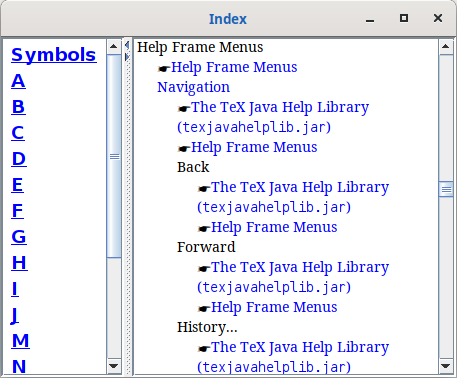 Index
Symbols
A
B
C
D
E
F
G
H
I
J
M
N
Help Frame Menus
Help Frame Menus
Navigation
The TeX Java Help Library
(texjavahelplib.jar)
Help Frame Menus
Back
The TeX Java Help Library
(texjavahelplib.jar)
Help Frame Menus
Forward
The TeX Java Help Library
(texjavahelplib.jar)
Help Frame Menus
History...
The TeX Java Help Library
(texjavahelplib.jar)